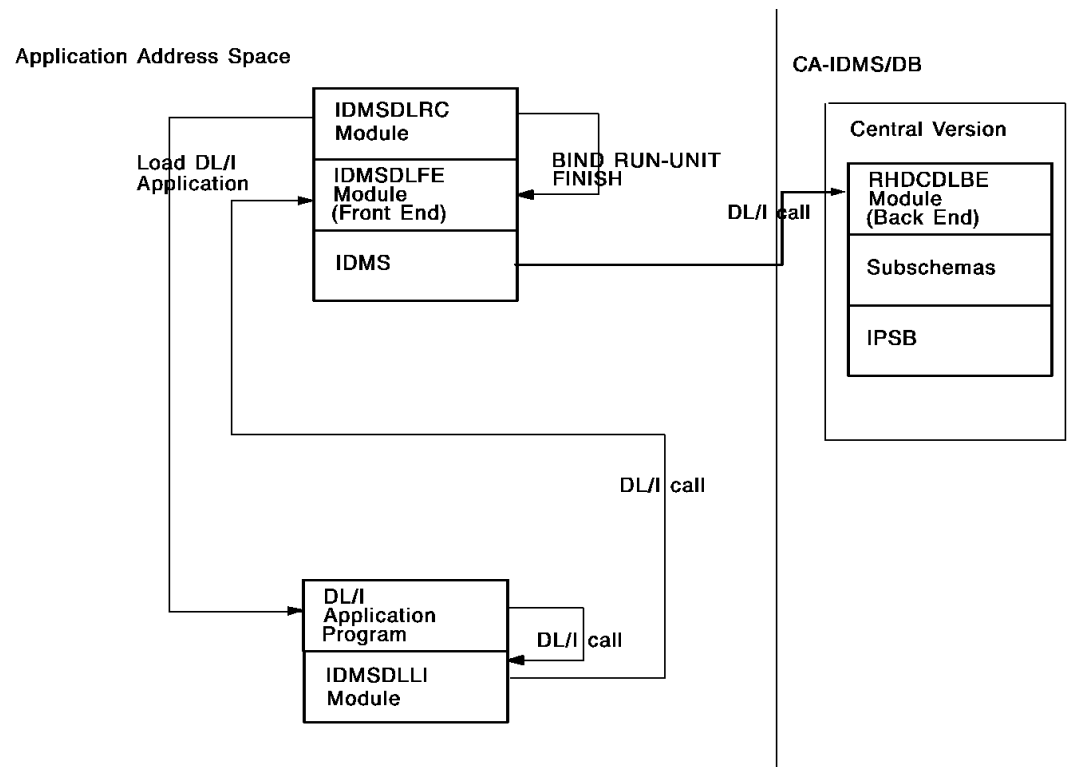 Application Address Space
CA-IDMS/DB
IDMSDLRC
Module
Central Version
Load DL/I
Application
BIND RUN-UNIT
FINISH
IDMSDLFE
Module
(Front End)
RHDCDLBE
Module
(Back End)
DL/I call
IDMS
Subschemas
IPSB
DL/I call
DL/I
Application
Program
DL/I call
IDMSDLLI
Module